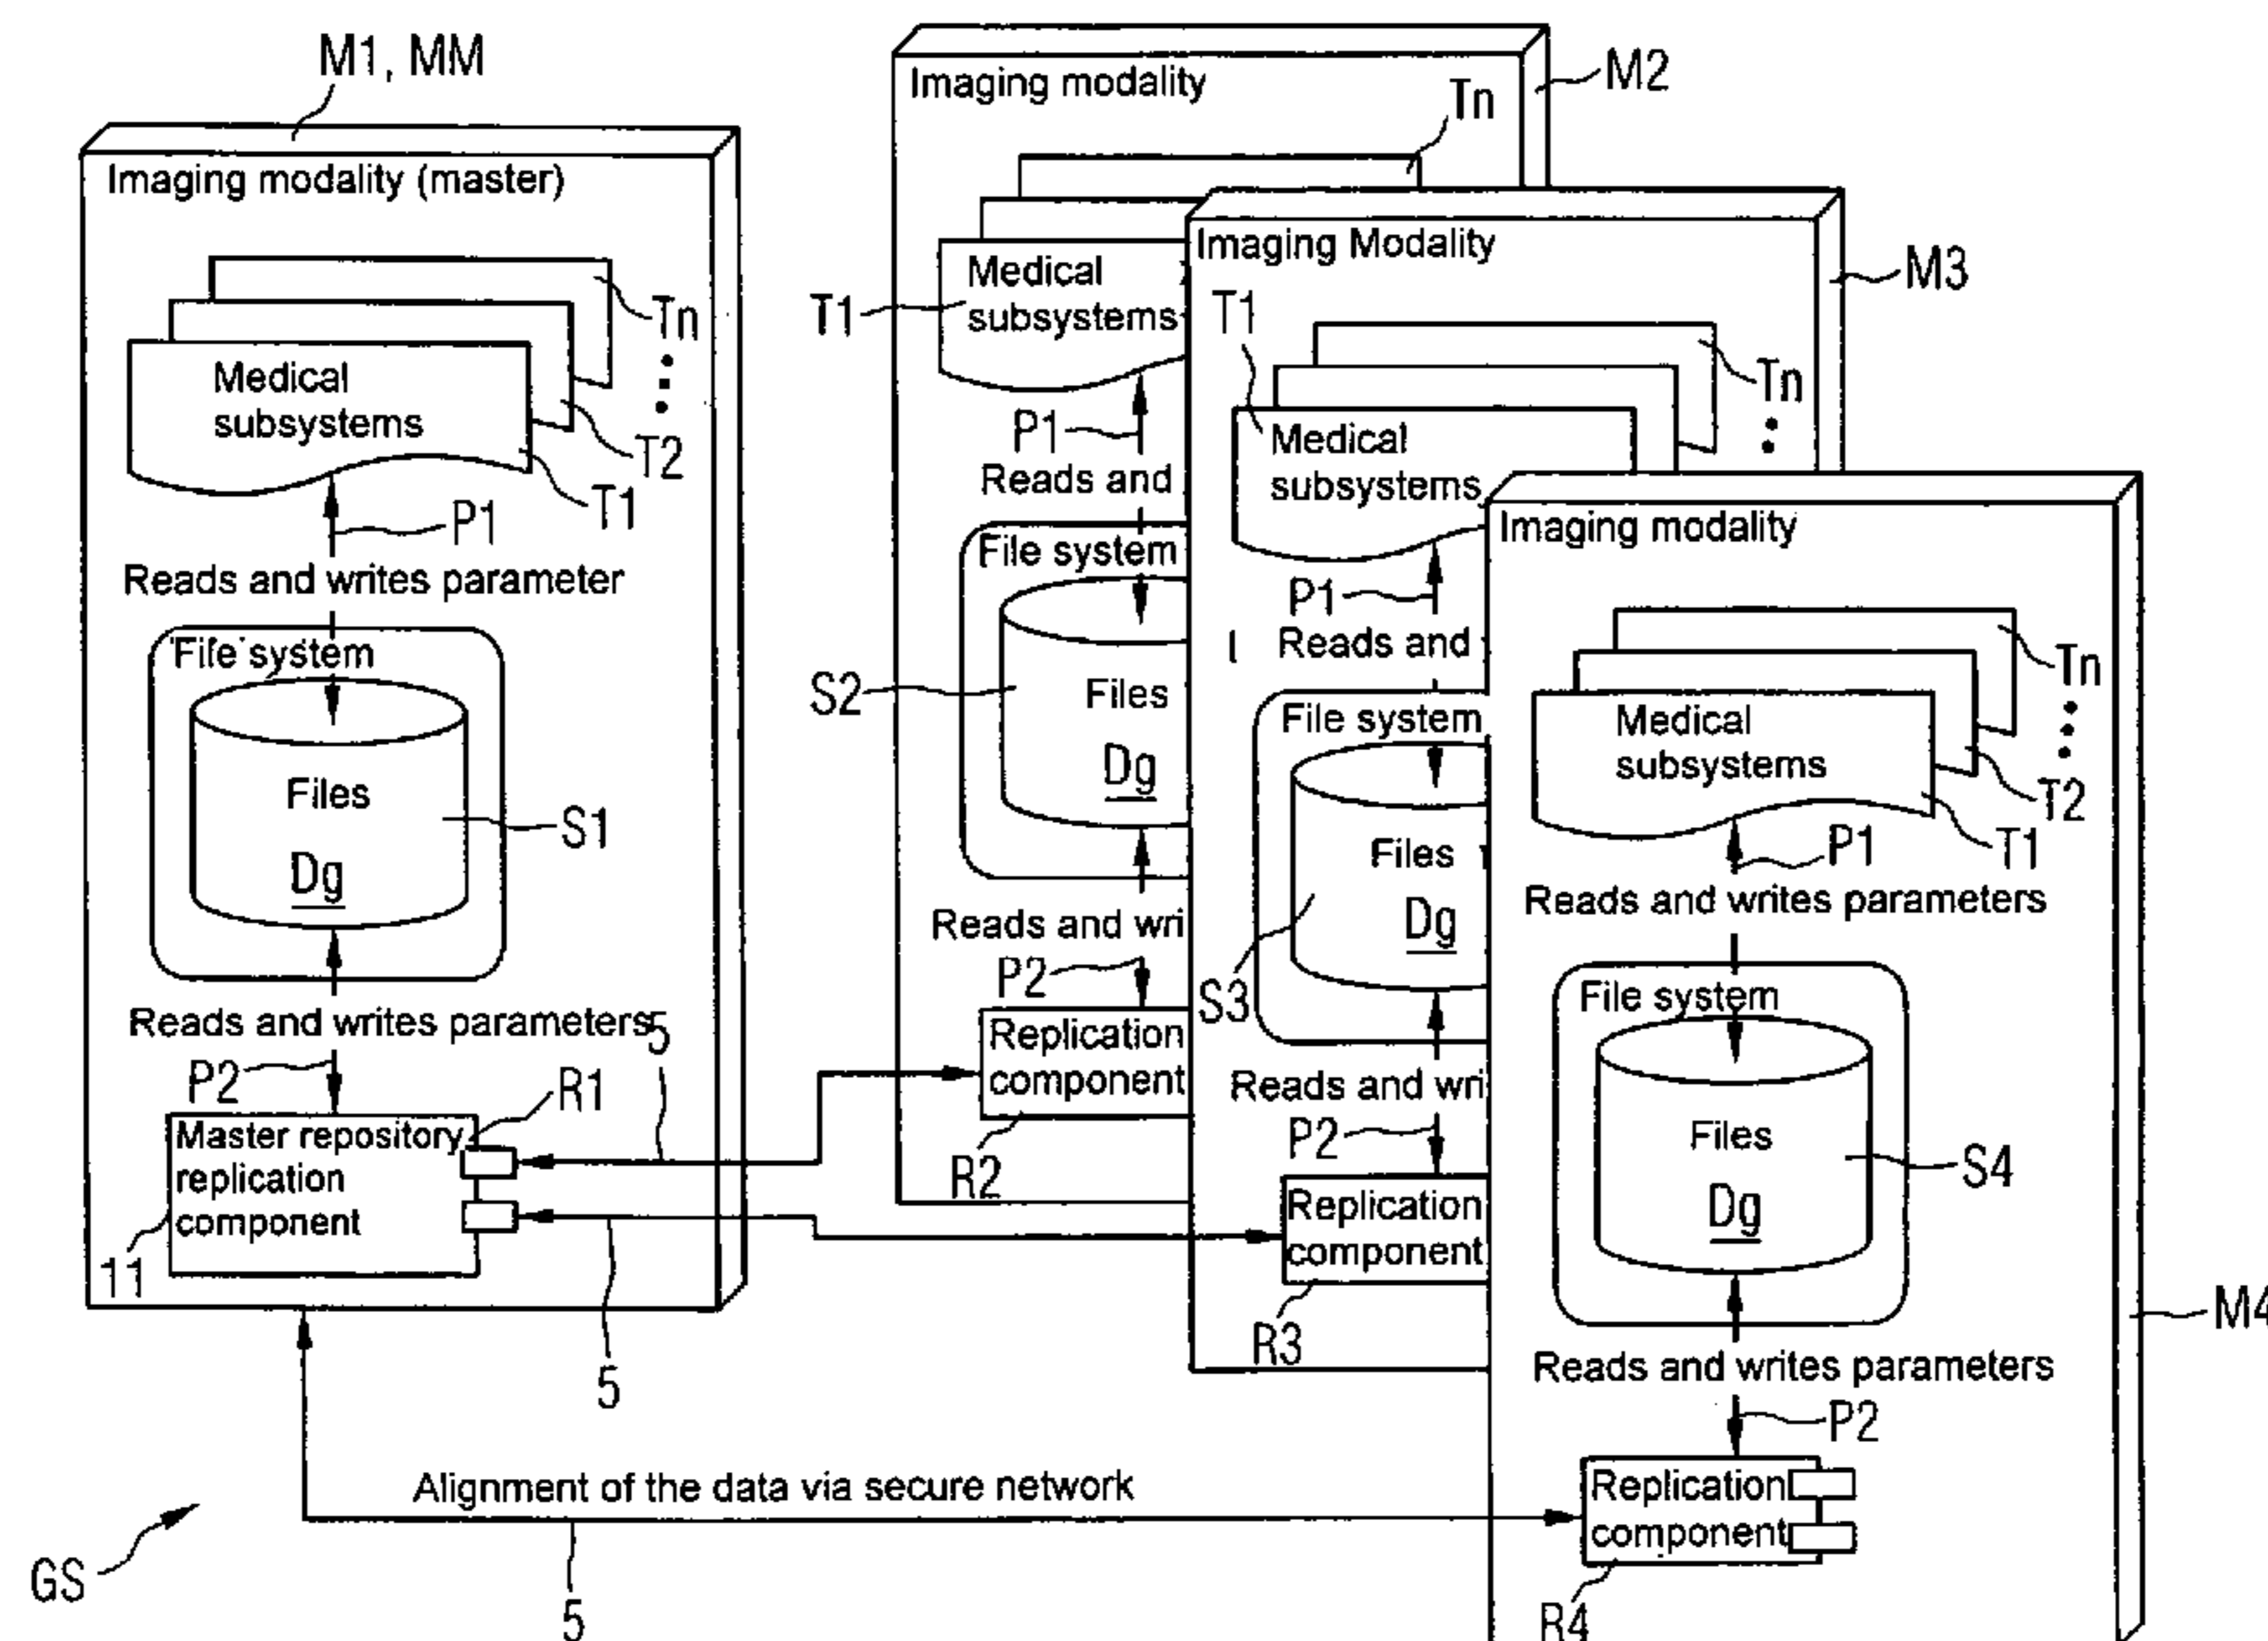 M1, MM
Imaging modality (master)
Tn
Medical
subsystems
T2
T1
P1
Reads and writes parameter
File system
Files
Dg
S1
Reads and writes parameters
5
P2
R1
Master repository
replication
component
11
5
Alignment of the data via secure network
5
GS
M2
Imaging modality
Tn
Medical
subsystems
T1
P1
Reads and
File system
S2
Files
Dg
Reads and wri
P2
Replication
component
R2
M3
Imaging Modality
T1
Tn
Medical
subsystems
P1
Reads and
File system
Files
Dg
S3
Reads and wri
P2
Replication
component
R3
Imaging modality
Tn
Medical
subsystems
T2
T1
P1
Reads and writes parameters
File system
Files
S4
Dg
M4
Reads and writes parameters
P2
Replication
component
R4